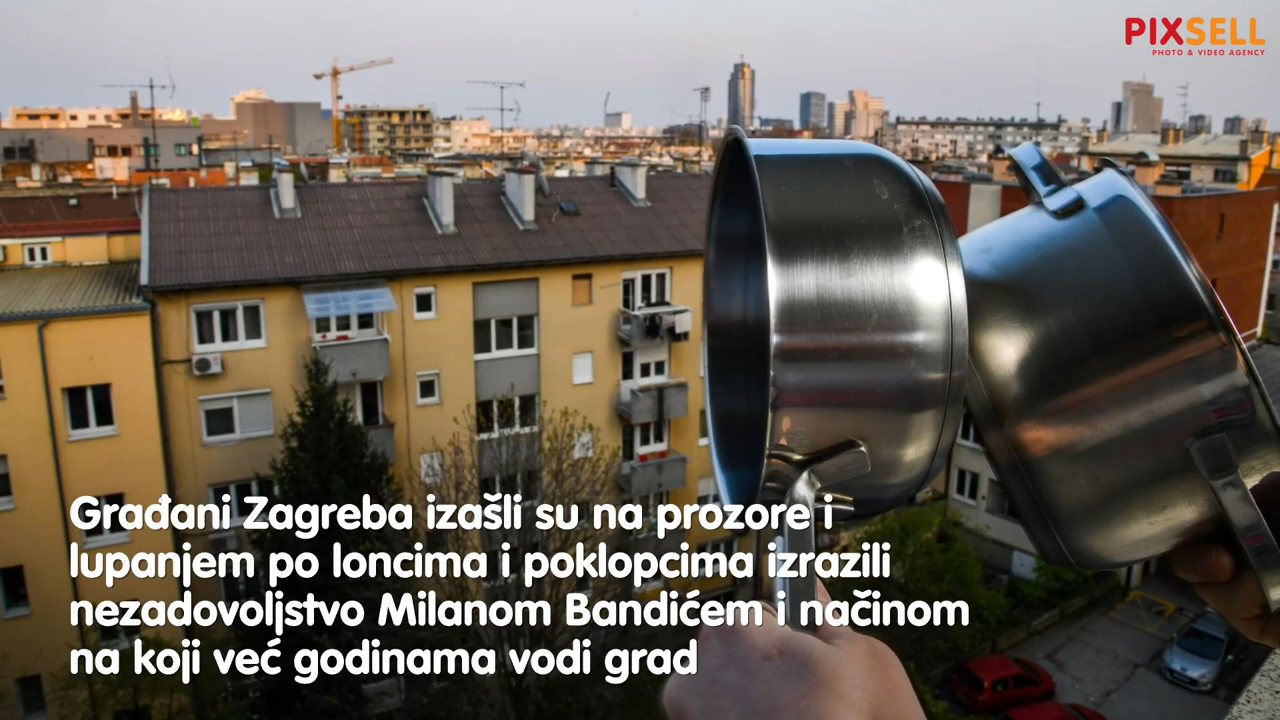 PIXSELL
PHOTO & VIDEO AGENCY
Građani Zagreba izašli su na prozore i
lupanjem po loncima i poklopcima izrazili
nezadovoljstvo Milanom Bandićem i načinom
na koji već godinama vodi grad